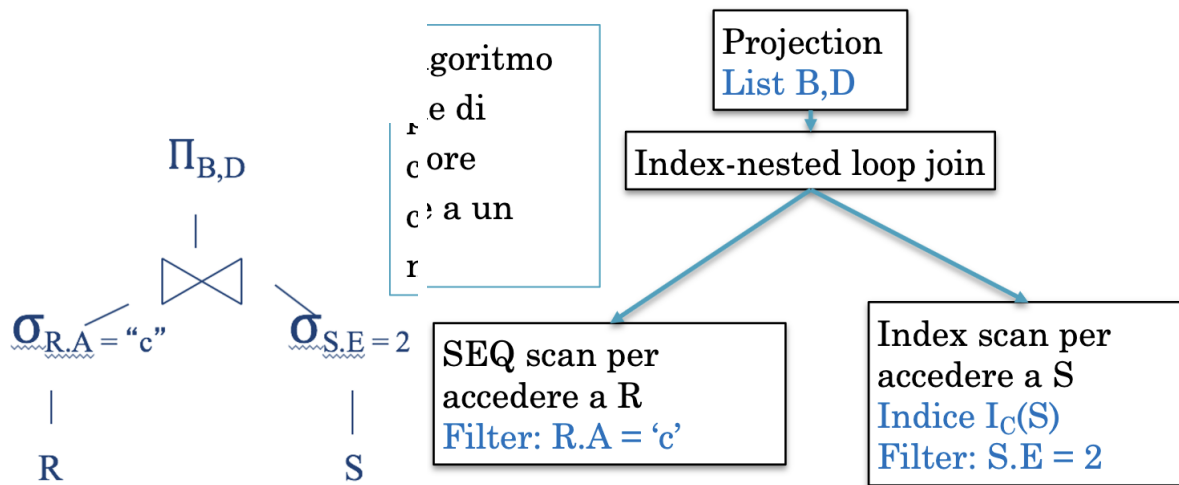 Π B,D
σ R.A = “c”
σ S.E = 2
R
S
goritmo
e di
ore
e a un
Projection
List B,D
Index-nested loop join
SEQ scan per
accedere a R
Filter: R.A = ‘c’
Index scan per
accedere a S
Indice I C (S)
Filter: S.E = 2